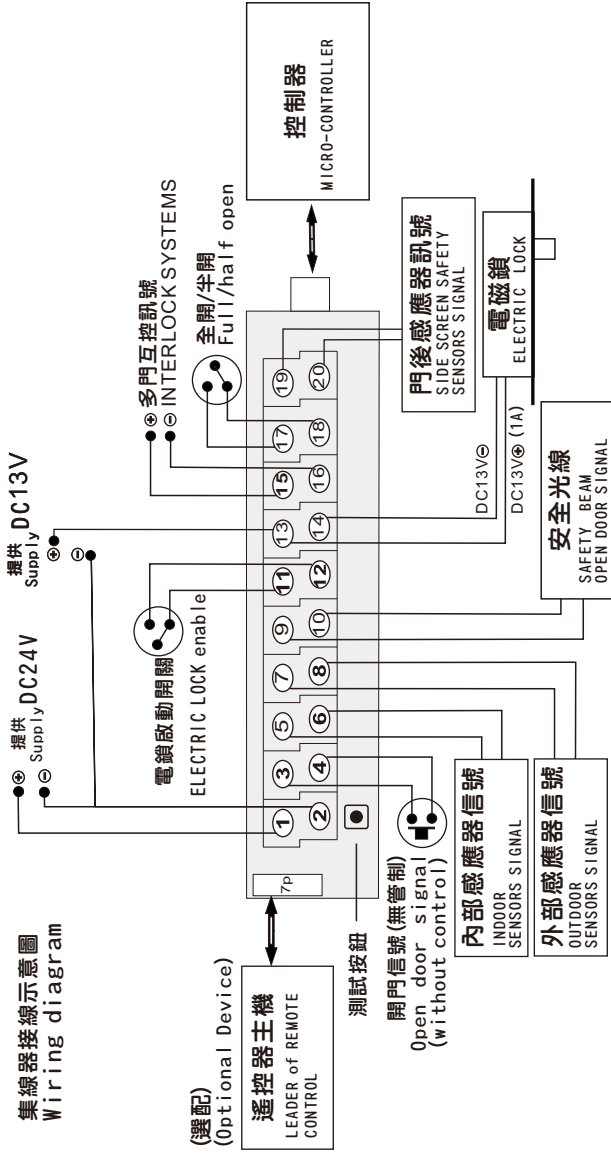 集線器接線示意圖
Wiring diagram
提供
Supply DC24V
⊕
⊖
提供
Supply DC13V
⊕
⊖
電鎖啟動開關
ELECTRIC LOCK enable
⊕多門互控訊號
⊖INTERLOCK SYSTEMS
全開/半開
Full/half open
(選配)
(Optional Device)
遙控器主機
LEADER of REMOTE
CONTROL
7p
1 3 5 7 9 11 13 15 17 19
2 4 6 8 10 12 14 16 18 20
控制器
MICRO-CONTROLLER
測試按鈕
開門信號(無管制)
Open door signal
(without control)
內部感應器信號
INDOOR
SENSORS SIGNAL
外部感應器信號
OUTDOOR
SENSORS SIGNAL
安全光線
SAFETY BEAM
OPEN DOOR SIGNAL
DC13V⊖
DC13V⊕ (1A)
門後感應器訊號
SIDE SCREEN SAFETY
SENSORS SIGNAL
電磁鎖
ELECTRIC LOCK